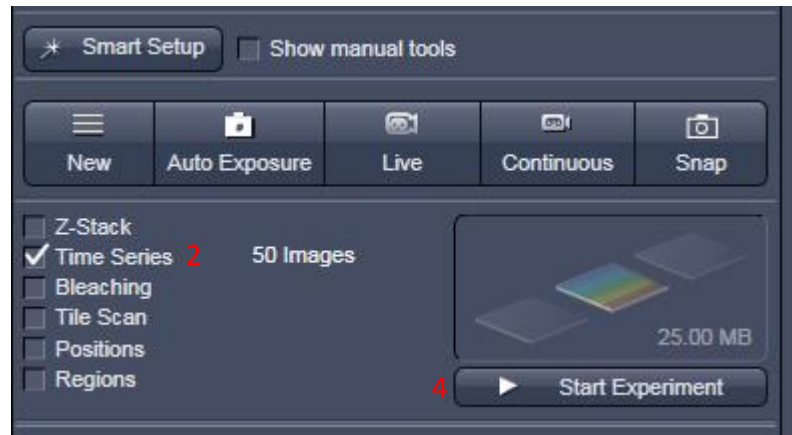 Smart Setup Show manual tools
New Auto Exposure Live Continuous Snap
Z-Stack
Time Series 2 50 Images
Bleaching
Tile Scan
Positions
Regions
25.00 MB
4 Start Experiment